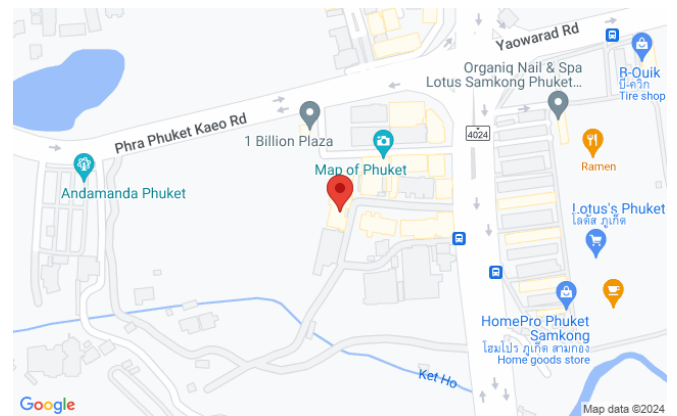 Yaowarad Rd
Organiq Nail & Spa
Lotus Samkong Phuket...
B-Quik
บี-ควิก
Tire shop
Phra Phuket Kaeo Rd
1 Billion Plaza
4024
Map of Phuket
Ramen
Andamanda Phuket
Lotus's Phuket
โลตัส ภูเก็ต
HomePro Phuket
Samkong
โฮมโปร ภูเก็ต สามกอง
Home goods store
Ket Ho
Google
Map data ©2024